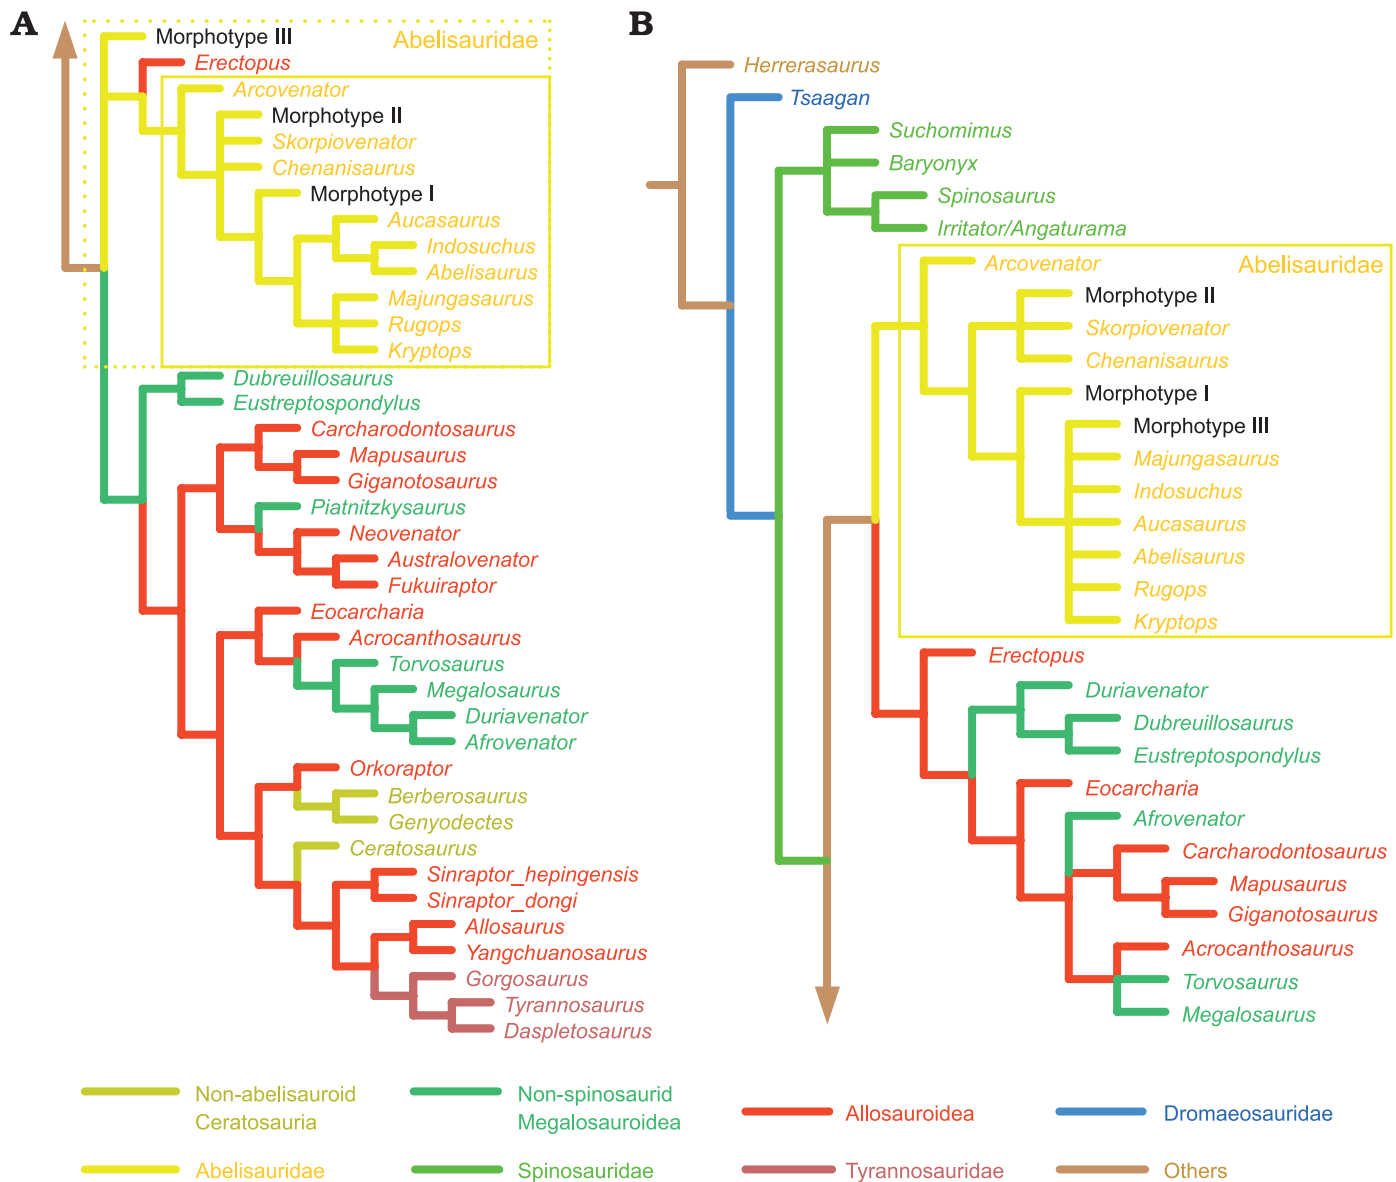 A
Morphotype III
Abelisauridae
Erectopus
Arcovenator
Morphotype II
Skorpiovenator
Chenanisaurus
Morphotype I
Aucasaurus
Indosuchus
Abelisaurus
Majungasaurus
Rugops
Kryptops
Dubreuillosaurus
Eustreptospondylus
Carcharodontosaurus
Mapusaurus
Giganotosaurus
Piatnitzkysaurus
Neovenator
Australovenator
Fukuiraptor
Eocarcharia
Acrocanthosaurus
Torvosaurus
Megalosaurus
Duriavenator
Afrovenator
Orkoraptor
Berberosaurus
Genyodectes
Ceratosaurus
Sinraptor_hepingensis
Sinraptor_dongi
Allosaurus
Yangchuanosaurus
Gorgosaurus
Tyrannosaurus
Daspletosaurus
B
Herrerasaurus
Tsaagan
Suchomimus
Baryonyx
Spinosaurus
Irritator/Angaturama
Arcovenator
Abelisauridae
Morphotype II
Skorpiovenator
Chenanisaurus
Morphotype I
Morphotype III
Majungasaurus
Indosuchus
Aucasaurus
Abelisaurus
Rugops
Kryptops
Erectopus
Duriavenator
Dubreuillosaurus
Eustreptospondylus
Eocarcharia
Afrovenator
Carcharodontosaurus
Mapusaurus
Giganotosaurus
Acrocanthosaurus
Torvosaurus
Megalosaurus
Non-abelisauroid
Ceratosauria
Non-spinosaurid
Megalosauroidea
Allosauroidea
Dromaeosauridae
Abelisauridae
Spinosauridae
Tyrannosauridae
Others